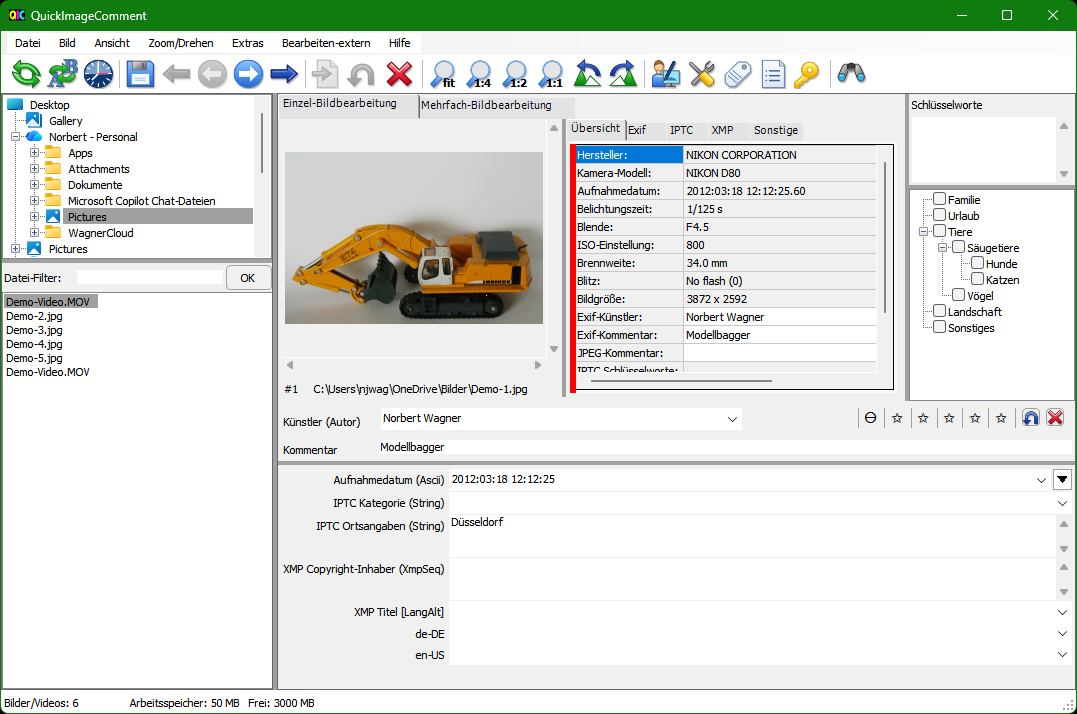 QuickImageComment
Datei Bild Ansicht Zoom/Drehen Extras Bearbeiten-extern Hilfe
fit 1:4 1:2 1:1
Desktop
Gallery
Norbert - Personal
Apps
Attachments
Dokumente
Microsoft Copilot Chat-Dateien
Pictures
WagnerCloud
Pictures
Datei-Filter: OK
Demo-Video.MOV
Demo-2.jpg
Demo-3.jpg
Demo-4.jpg
Demo-5.jpg
Demo-Video.MOV
Einzel-Bildbearbeitung Mehrfach-Bildbearbeitung
#1 C:\Users\njwag\OneDrive\Bilder\Demo-1.jpg
Übersicht Exif IPTC XMP Sonstige
Hersteller: NIKON CORPORATION
Kamera-Modell: NIKON D80
Aufnahmedatum: 2012:03:18 12:12:25.60
Belichtungszeit: 1/125 s
Blende: F4.5
ISO-Einstellung: 800
Brennweite: 34.0 mm
Blitz: No flash (0)
Bildgröße: 3872 x 2592
Exif-Künstler: Norbert Wagner
Exif-Kommentar: Modellbagger
JPEG-Kommentar:
IPTC Schlüsselworte:
Schlüsselworte
Familie
Urlaub
Tiere
Säugetiere
Hunde
Katzen
Vögel
Landschaft
Sonstiges
Künstler (Autor) Norbert Wagner
Kommentar Modellbagger
Aufnahmedatum (Ascii) 2012:03:18 12:12:25
IPTC Kategorie (String)
IPTC Ortsangaben (String) Düsseldorf
XMP Copyright-Inhaber (XmpSeq)
XMP Titel [LangAlt]
de-DE
en-US
Bilder/Videos: 6 Arbeitsspeicher: 50 MB Frei: 3000 MB